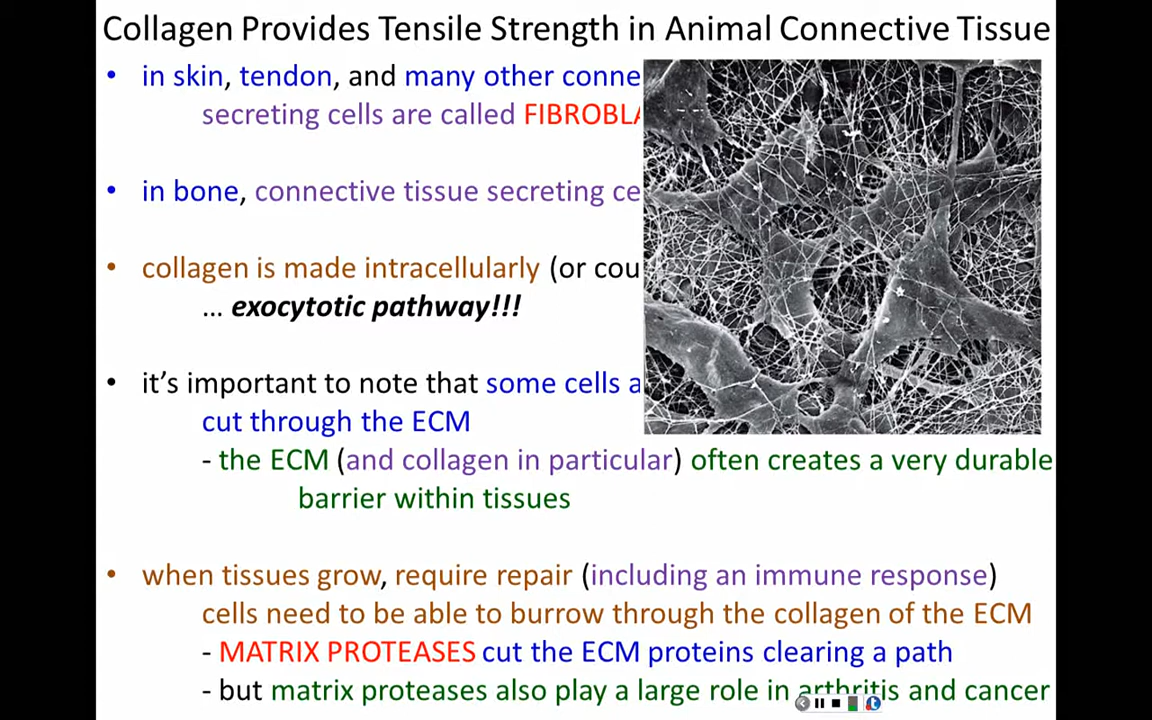 Collagen Provides Tensile Strength in Animal Connective Tissue
• in skin, tendon, and many other conne
secreting cells are called FIBROBLA
• in bone, connective tissue secreting ce
• collagen is made intracellularly (or cou
... exocytotic pathway!!!
• it's important to note that some cells a
cut through the ECM
- the ECM (and collagen in particular) often creates a very durable
barrier within tissues
• when tissues grow, require repair (including an immune response)
cells need to be able to burrow through the collagen of the ECM
- MATRIX PROTEASES cut the ECM proteins clearing a path
- but matrix proteases also play a large role in arthritis and cancer